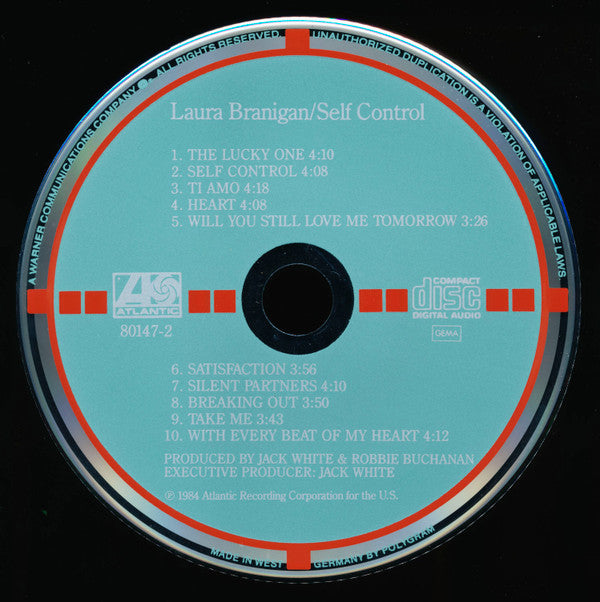 A WARNER COMMUNICATIONS COMPANY ℗ ALL RIGHTS RESERVED. UNAUTHORIZED DUPLICATION IS A VIOLATION OF APPLICABLE LAWS.
Laura Branigan/Self Control
1. THE LUCKY ONE 4:10
2. SELF CONTROL 4:08
3. TI AMO 4:18
4. HEART 4:08
5. WILL YOU STILL LOVE ME TOMORROW 3:26
ATLANTIC
80147-2
COMPACT
disc
DIGITAL AUDIO
GEMA
6. SATISFACTION 3:56
7. SILENT PARTNERS 4:10
8. BREAKING OUT 3:50
9. TAKE ME 3:43
10. WITH EVERY BEAT OF MY HEART 4:12
PRODUCED BY JACK WHITE & ROBBIE BUCHANAN
EXECUTIVE PRODUCER: JACK WHITE
℗ 1984 Atlantic Recording Corporation for the U.S.
MADE IN WEST GERMANY BY POLYGRAM